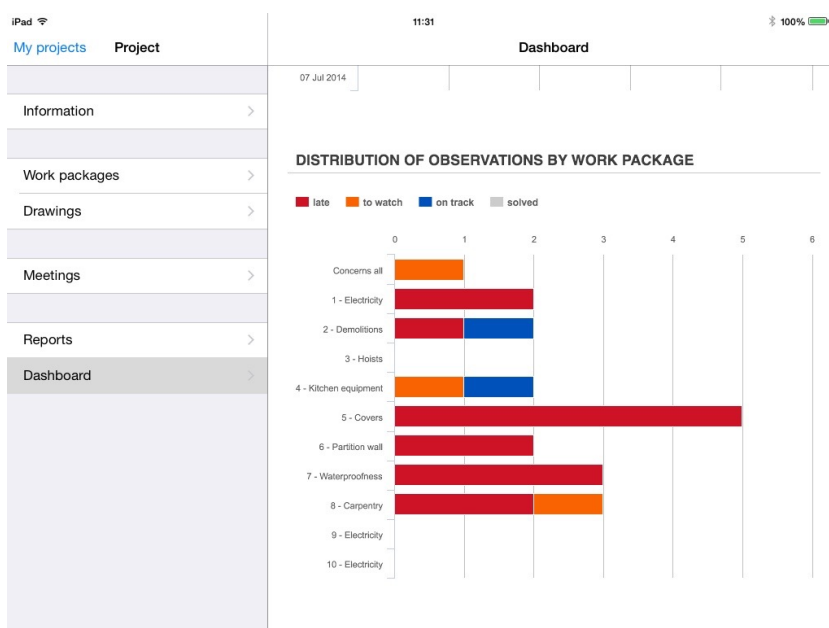 iPad 11:31 100%
My projects Project Dashboard
07 Jul 2014
Information
Work packages
Drawings
Meetings
Reports
Dashboard
DISTRIBUTION OF OBSERVATIONS BY WORK PACKAGE
late to watch on track solved
0 1 2 3 4 5 6
Concerns all
1 - Electricity
2 - Demolitions
3 - Hoists
4 - Kitchen equipment
5 - Covers
6 - Partition wall
7 - Waterproofness
8 - Carpentry
9 - Electricity
10 - Electricity